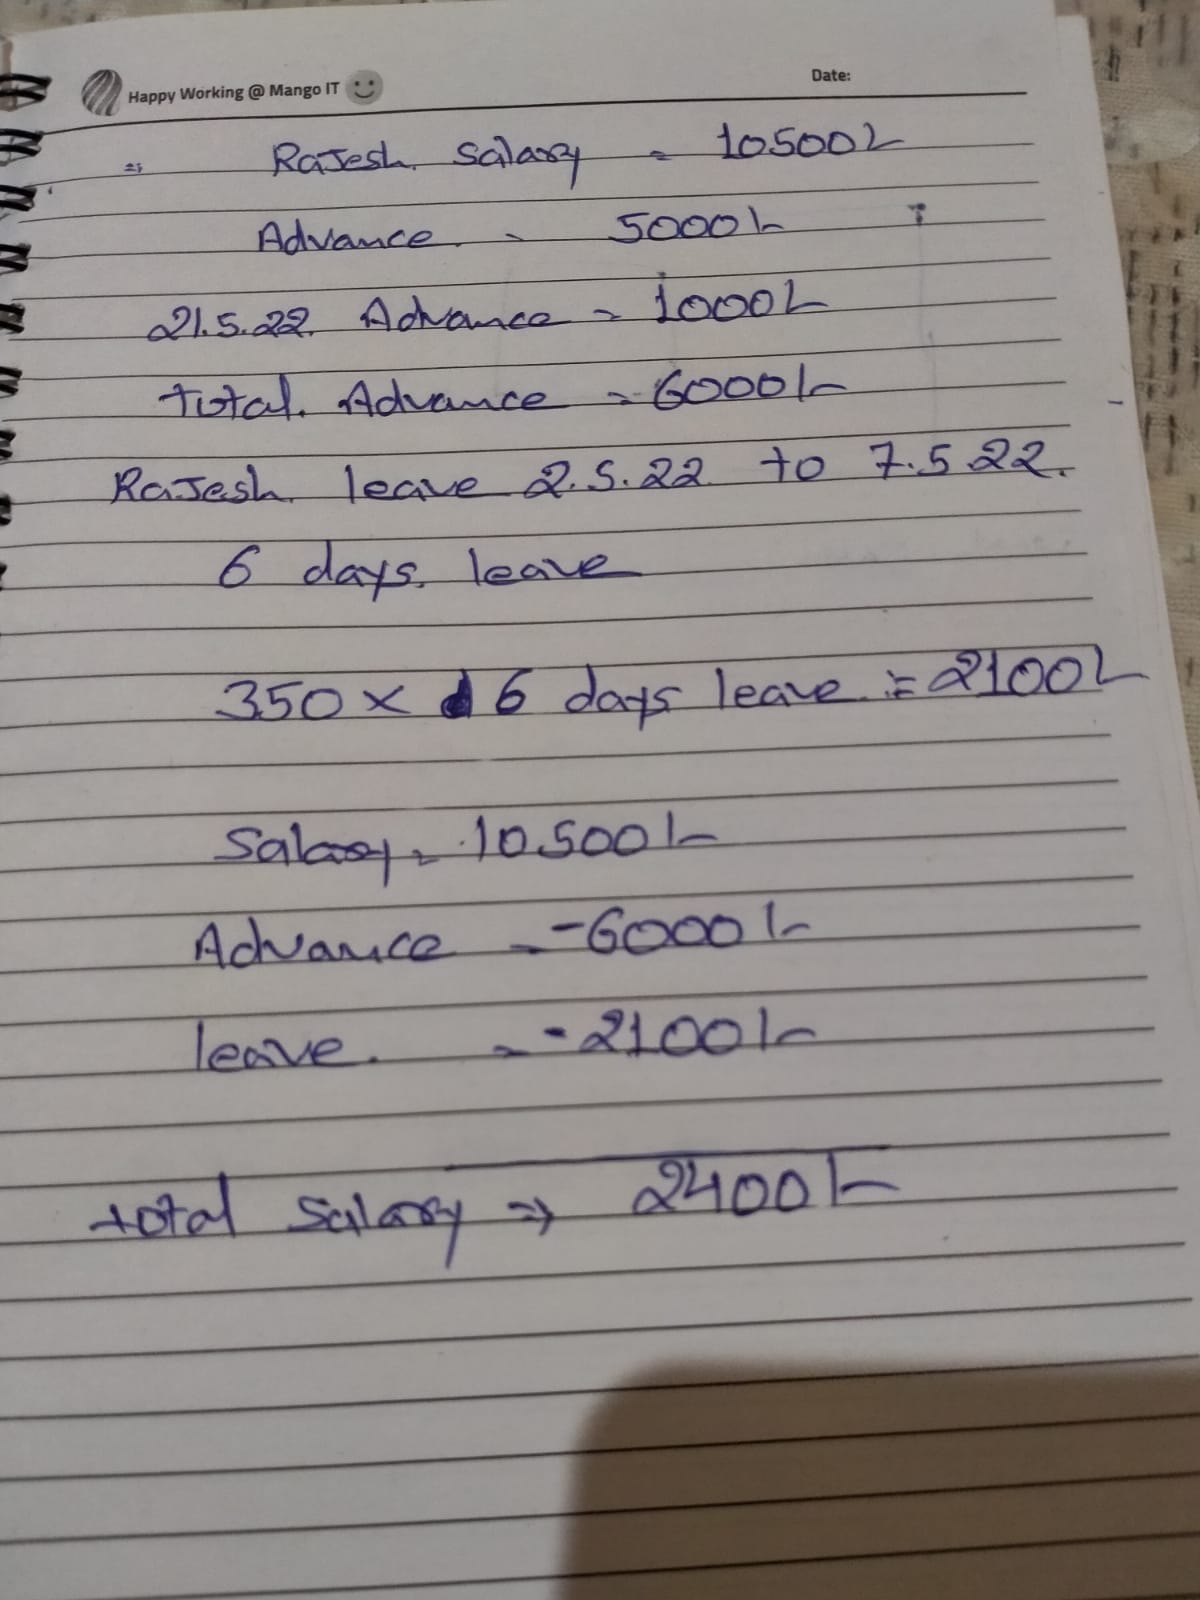 Happy Working @ Mango IT
Date:
Rajesh. Salary = 10500/-
Advance - 5000/-
21.5.22. Advance = 1000/-
total. Advance = 6000/-
Rajesh. leave 2.5.22 to 7.5.22.
6 days. leave
350 x 6 days leave = 2100/-
Salary = 10,500/-
Advance = -6000/-
leave. = -2100/-
total Salary => 2400/-